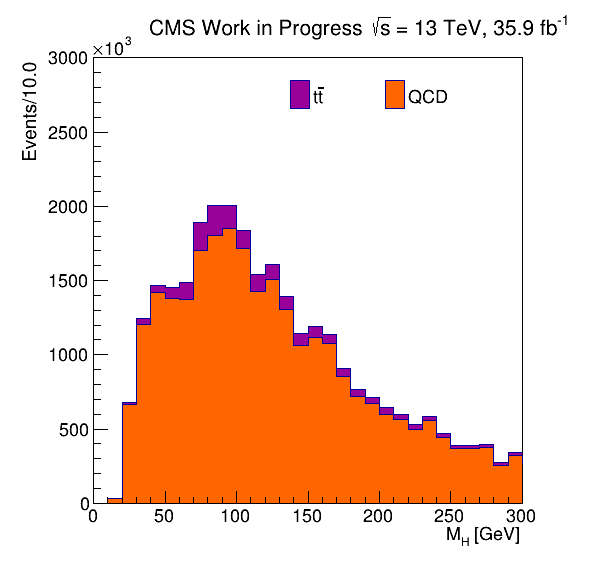 CMS Work in Progress √s = 13 TeV, 35.9 fb⁻¹
×10³
Events/10.0
tt̄
QCD
3000
2500
2000
1500
1000
500
0
0 50 100 150 200 250 300
M_H [GeV]